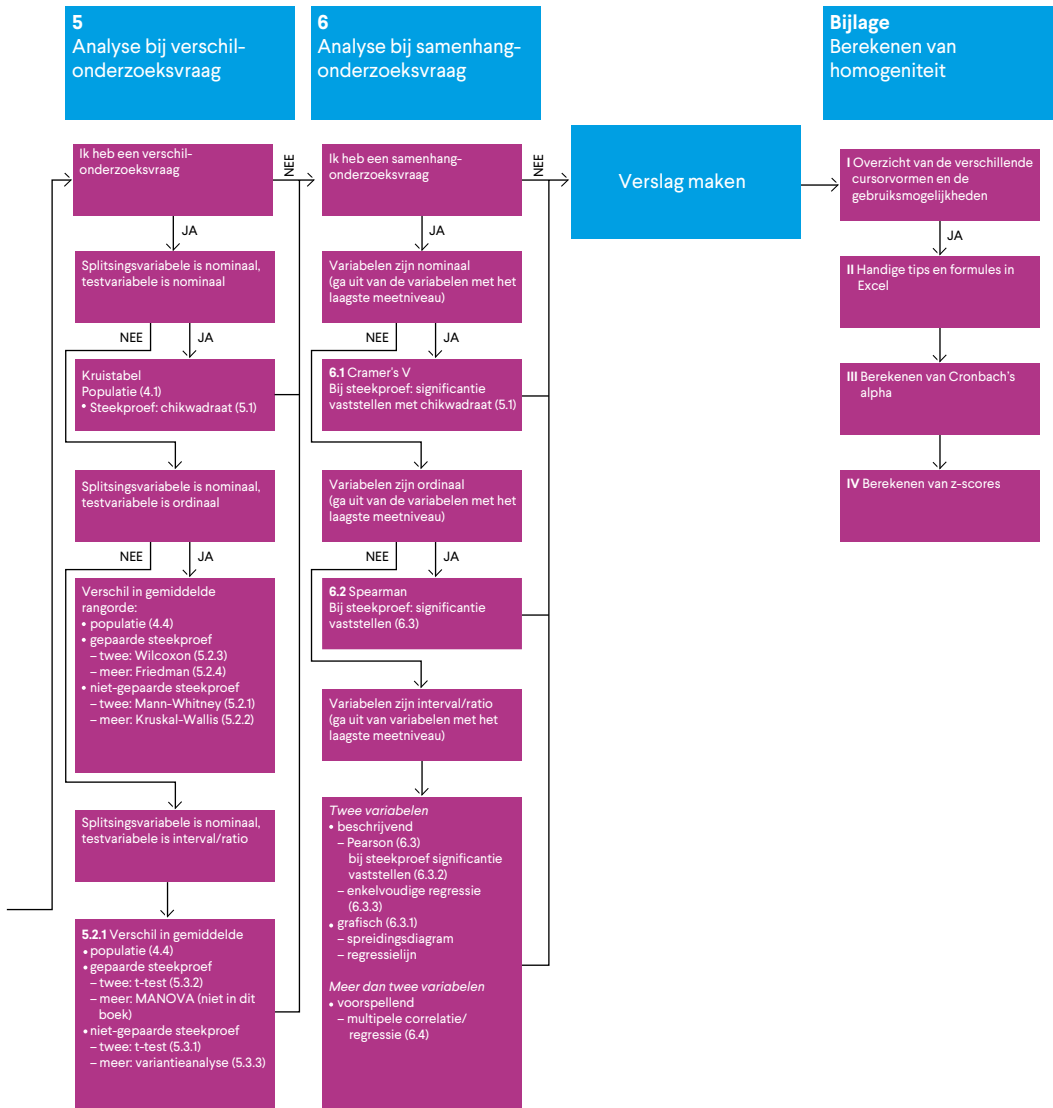 5
Analyse bij verschil-
onderzoeksvraag
Ik heb een verschil-
onderzoeksvraag
NEE
JA
Splitsingsvariabele is nominaal,
testvariabele is nominaal
NEE
JA
Kruistabel
Populatie (4.1)
• Steekproef: chikwadraat (5.1)
Splitsingsvariabele is nominaal,
testvariabele is ordinaal
NEE
JA
Verschil in gemiddelde
rangorde:
• populatie (4.4)
• gepaarde steekproef
– twee: Wilcoxon (5.2.3)
– meer: Friedman (5.2.4)
• niet-gepaarde steekproef
– twee: Mann-Whitney (5.2.1)
– meer: Kruskal-Wallis (5.2.2)
Splitsingsvariabele is nominaal,
testvariabele is interval/ratio
5.2.1 Verschil in gemiddelde
• populatie (4.4)
• gepaarde steekproef
– twee: t-test (5.3.2)
– meer: MANOVA (niet in dit
boek)
• niet-gepaarde steekproef
– twee: t-test (5.3.1)
– meer: variantieanalyse (5.3.3)
6
Analyse bij samenhang-
onderzoeksvraag
Ik heb een samenhang-
onderzoeksvraag
NEE
JA
Variabelen zijn nominaal
(ga uit van de variabelen met het
laagste meetniveau)
NEE
JA
6.1 Cramer's V
Bij steekproef: significantie
vaststellen met chikwadraat (5.1)
Variabelen zijn ordinaal
(ga uit van de variabelen met het
laagste meetniveau)
NEE
JA
6.2 Spearman
Bij steekproef: significantie
vaststellen (6.3)
Variabelen zijn interval/ratio
(ga uit van variabelen met het
laagste meetniveau)
Twee variabelen
• beschrijvend
– Pearson (6.3)
bij steekproef significantie
vaststellen (6.3.2)
– enkelvoudige regressie
(6.3.3)
• grafisch (6.3.1)
– spreidingsdiagram
– regressielijn
Meer dan twee variabelen
• voorspellend
– multipele correlatie/
regressie (6.4)
Verslag maken
Bijlage
Berekenen van
homogeniteit
I Overzicht van de verschillende
cursorvormen en de
gebruiksmogelijkheden
JA
II Handige tips en formules in
Excel
III Berekenen van Cronbach's
alpha
IV Berekenen van z-scores